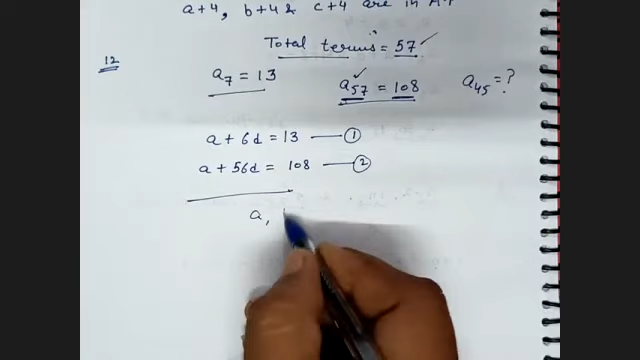 a+4, b+4 & c+4 are in A.P
Total terms = 57 ✓
12
a₇ = 13
a₅₇ = 108
a₄₅ = ?
a + 6d = 13 —— ①
a + 56d = 108 —— ②
a,